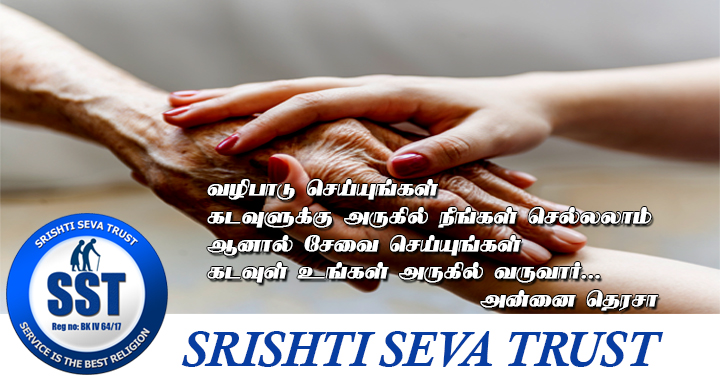 வழிபாடு செய்யுங்கள்
கடவுளுக்கு அருகில் நீங்கள் செல்லலாம்
ஆனால் சேவை செய்யுங்கள்
கடவுள் உங்கள் அருகில் வருவார்...
அன்னை தெரசா
SRISHTI SEVA TRUST
SST
Reg no: BK IV 64/17
SERVICE IS THE BEST RELIGION
SRISHTI SEVA TRUST